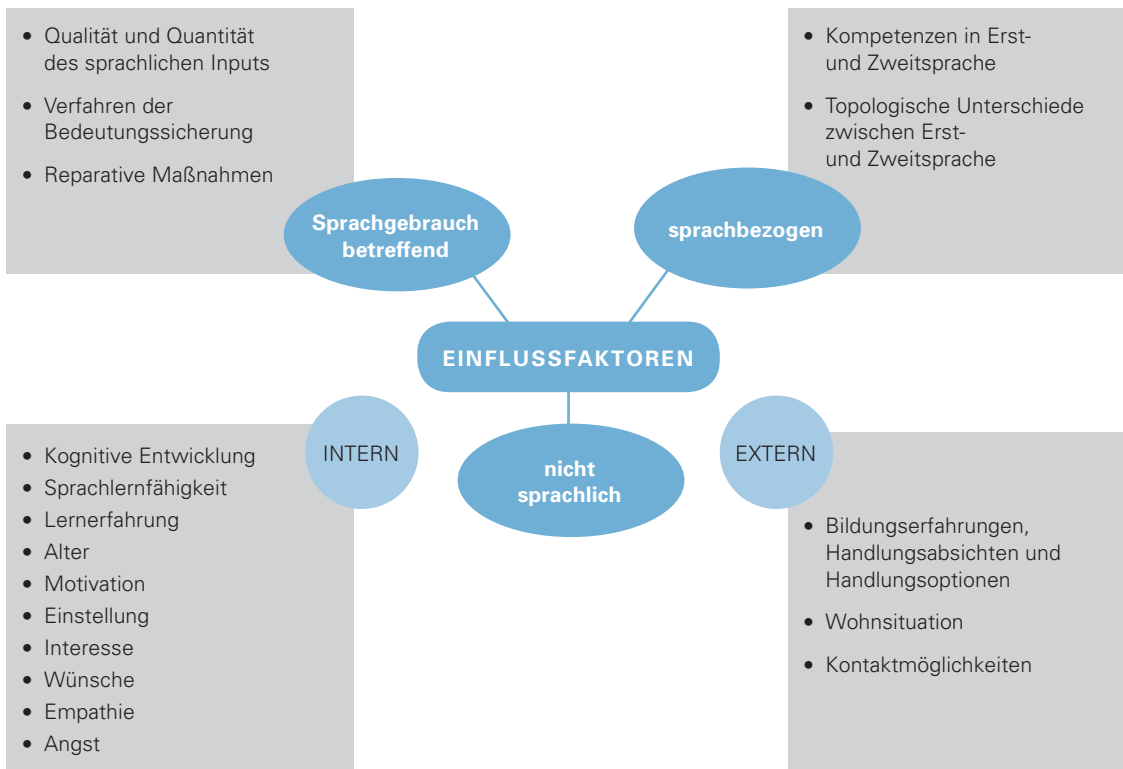 • Qualität und Quantität
des sprachlichen Inputs
• Verfahren der
Bedeutungssicherung
• Reparative Maßnahmen
Sprachgebrauch
betreffend
• Kompetenzen in Erst-
und Zweitsprache
• Topologische Unterschiede
zwischen Erst-
und Zweitsprache
sprachbezogen
EINFLUSSFAKTOREN
INTERN
nicht
sprachlich
EXTERN
• Kognitive Entwicklung
• Sprachlernfähigkeit
• Lernerfahrung
• Alter
• Motivation
• Einstellung
• Interesse
• Wünsche
• Empathie
• Angst
• Bildungserfahrungen,
Handlungsabsichten und
Handlungsoptionen
• Wohnsituation
• Kontaktmöglichkeiten